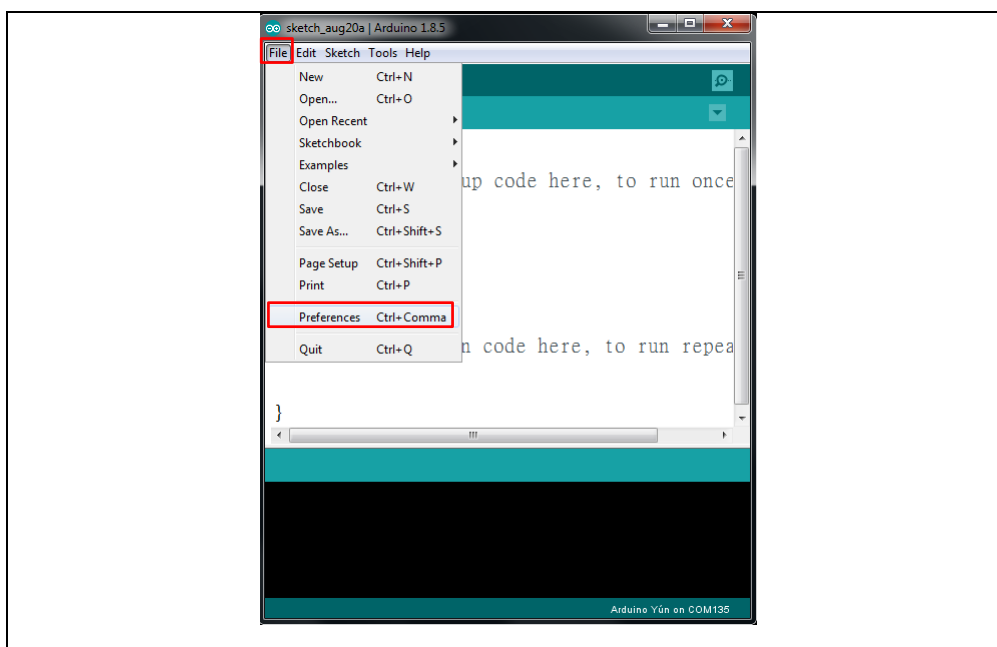 sketch_aug20a | Arduino 1.8.5
File Edit Sketch Tools Help
New Ctrl+N
Open... Ctrl+O
Open Recent
Sketchbook
Examples
Close Ctrl+W
up code here, to run once
Save Ctrl+S
Save As... Ctrl+Shift+S
Page Setup Ctrl+Shift+P
Print Ctrl+P
Preferences Ctrl+Comma
Quit Ctrl+Q
n code here, to run repea
}
Arduino Yún on COM135